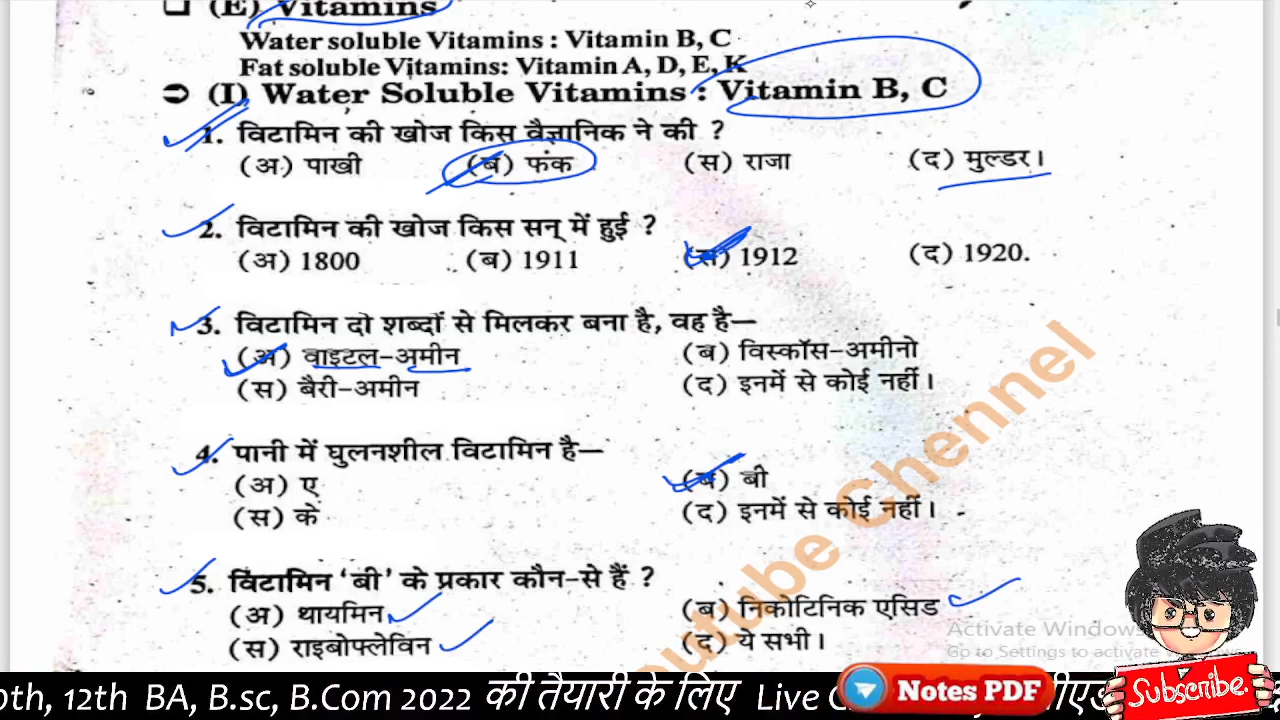 (E) Vitamins
Water soluble Vitamins : Vitamin B, C
Fat soluble Vitamins: Vitamin A, D, E, K
(I) Water Soluble Vitamins : Vitamin B, C
1. विटामिन की खोज किस वैज्ञानिक ने की ?
(अ) पाखी (ब) फंक (स) राजा (द) मुल्डर।
2. विटामिन की खोज किस सन् में हुई ?
(अ) 1800 (ब) 1911 (स) 1912 (द) 1920.
3. विटामिन दो शब्दों से मिलकर बना है, वह है—
(अ) वाइटल-अमीन (ब) विस्कॉस-अमीनो
(स) बैरी-अमीन (द) इनमें से कोई नहीं।
4. पानी में घुलनशील विटामिन है—
(अ) ए (ब) बी
(स) के (द) इनमें से कोई नहीं।
5. विटामिन ‘बी’ के प्रकार कौन-से हैं ?
(अ) थायमिन (ब) निकोटिनिक एसिड
(स) राइबोफ्लेविन (द) ये सभी।
Youtube Chennel
Activate Windows
Go to Settings to activate
0th, 12th BA, B.sc, B.Com 2022 की तैयारी के लिए Live C
Notes PDF
Subscribe.